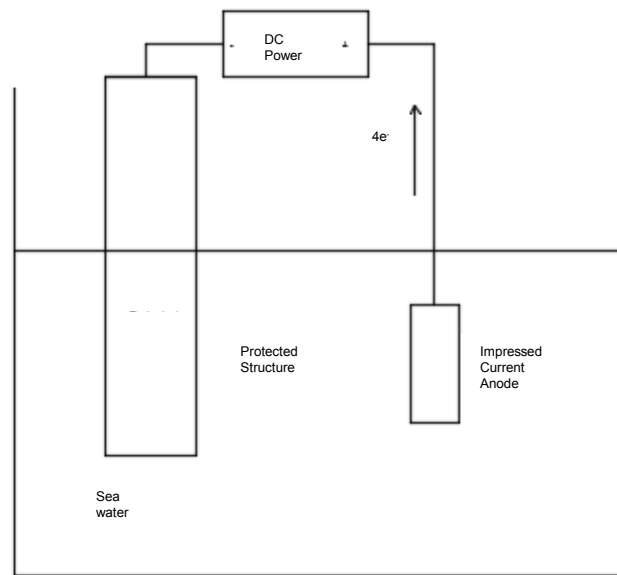 DC
Power
-
+
4e-
Protected
Structure
Impressed
Current
Anode
Sea
water